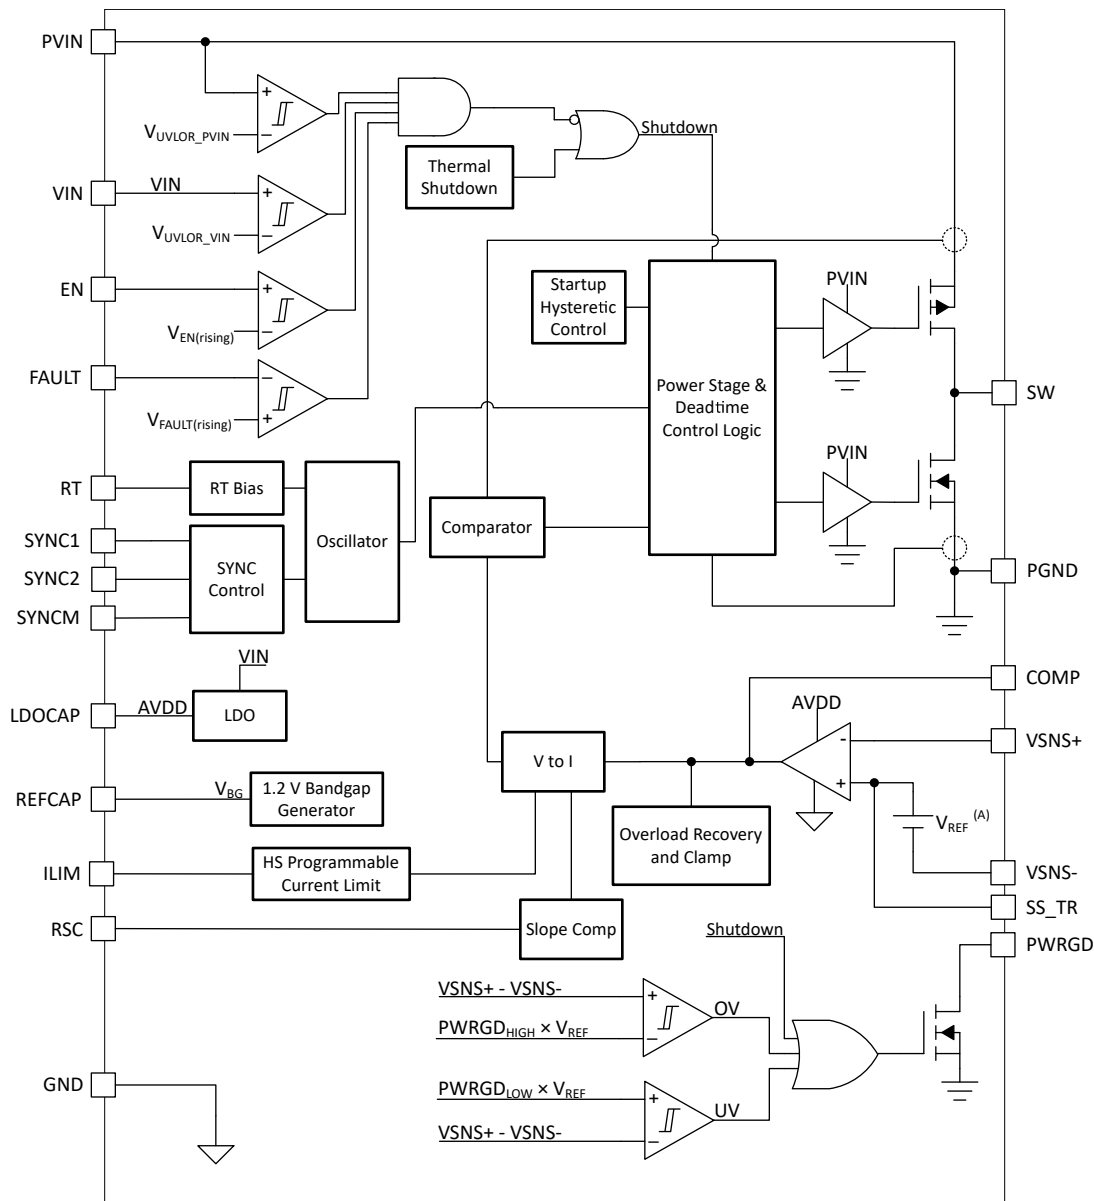 PVIN
V_UVLOR_PVIN
Shutdown
Thermal
Shutdown
VIN
VIN
V_UVLOR_VIN
EN
V_EN(rising)
Startup
Hysteretic
Control
PVIN
FAULT
V_FAULT(rising)
Power Stage &
Deadtime
Control Logic
SW
PVIN
RT
RT Bias
Oscillator
Comparator
SYNC1
SYNC2
SYNCM
SYNC
Control
PGND
VIN
LDOCAP
AVDD
LDO
COMP
AVDD
VSNS+
-
+
V to I
REFCAP
V_BG
1.2 V Bandgap
Generator
Overload Recovery
and Clamp
V_REF (A)
ILIM
HS Programmable
Current Limit
VSNS-
SS_TR
RSC
Slope Comp
Shutdown
PWRGD
VSNS+ - VSNS-
OV
PWRGD_HIGH × V_REF
GND
PWRGD_LOW × V_REF
UV
VSNS+ - VSNS-